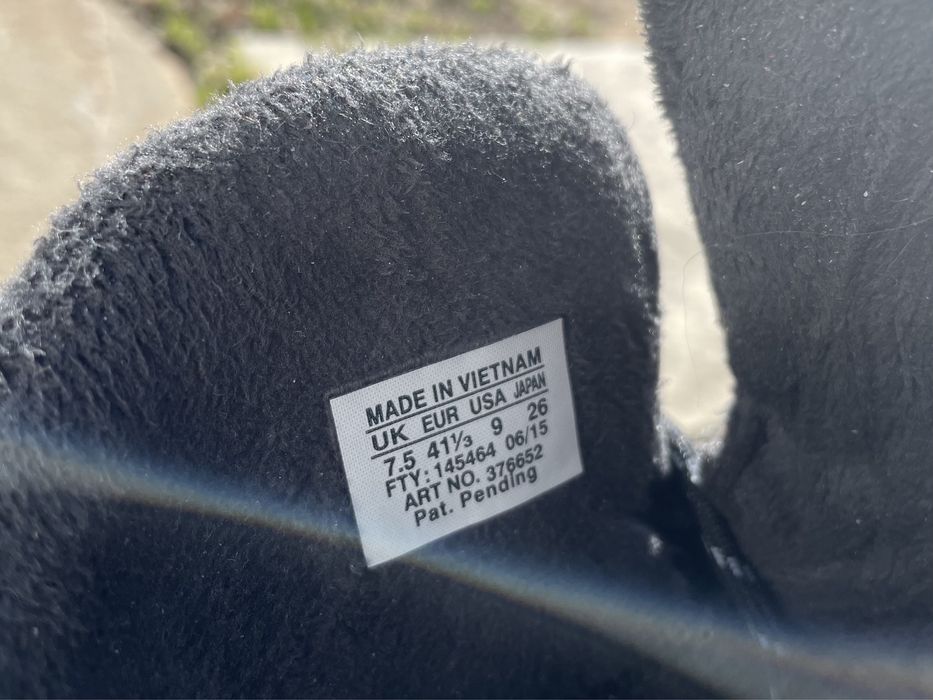 MADE IN VIETNAM
UK EUR USA JAPAN
7.5 41⅓ 9 26
FTY: 145464 06/15
ART NO. 376652
Pat. Pending